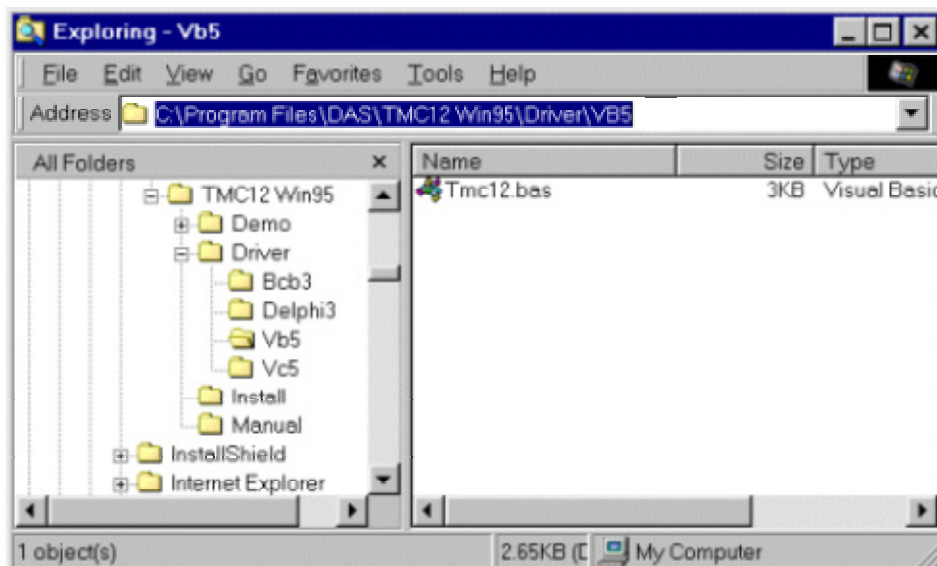 Exploring - Vb5
File Edit View Go Favorites Tools Help
Address C:\Program Files\DAS\TMC12 Win95\Driver\VB5
All Folders
Name Size Type
TMC12 Win95
Demo
Driver
Bcb3
Delphi3
Vb5
Vc5
Install
Manual
InstallShield
Internet Explorer
Tmc12.bas 3KB Visual Basic
1 object(s) 2.65KB (D My Computer